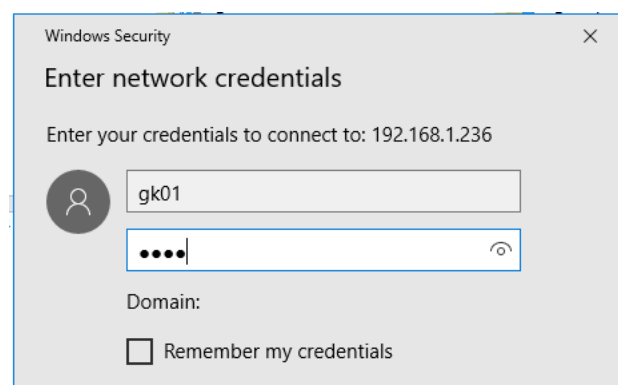 Windows Security
Enter network credentials
Enter your credentials to connect to: 192.168.1.236
gk01
••••
Domain:
Remember my credentials